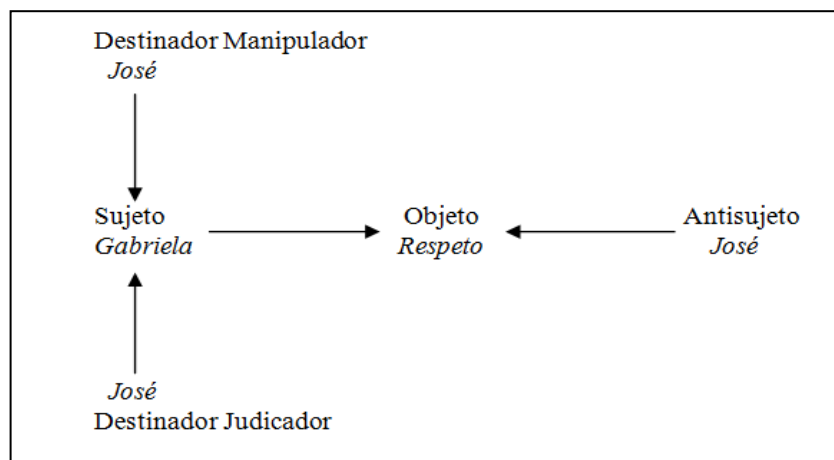 Destinador Manipulador
José
Sujeto Objeto Antisujeto
Gabriela Respeto José
José
Destinador Judicador